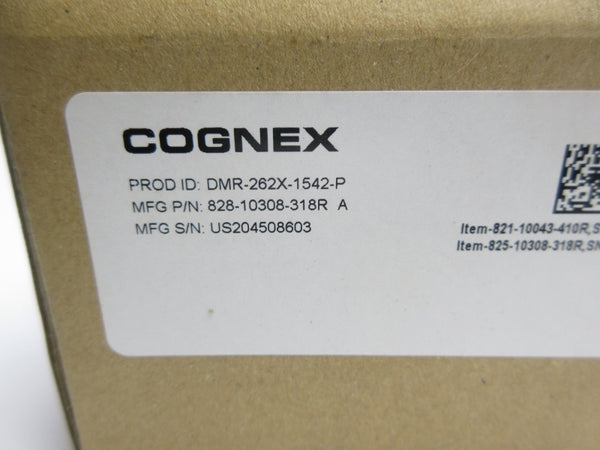 COGNEX
PROD ID: DMR-262X-1542-P
MFG P/N: 828-10308-318R A
MFG S/N: US204508603
Item-821-10043-410R,S
Item-825-10308-318R,SN